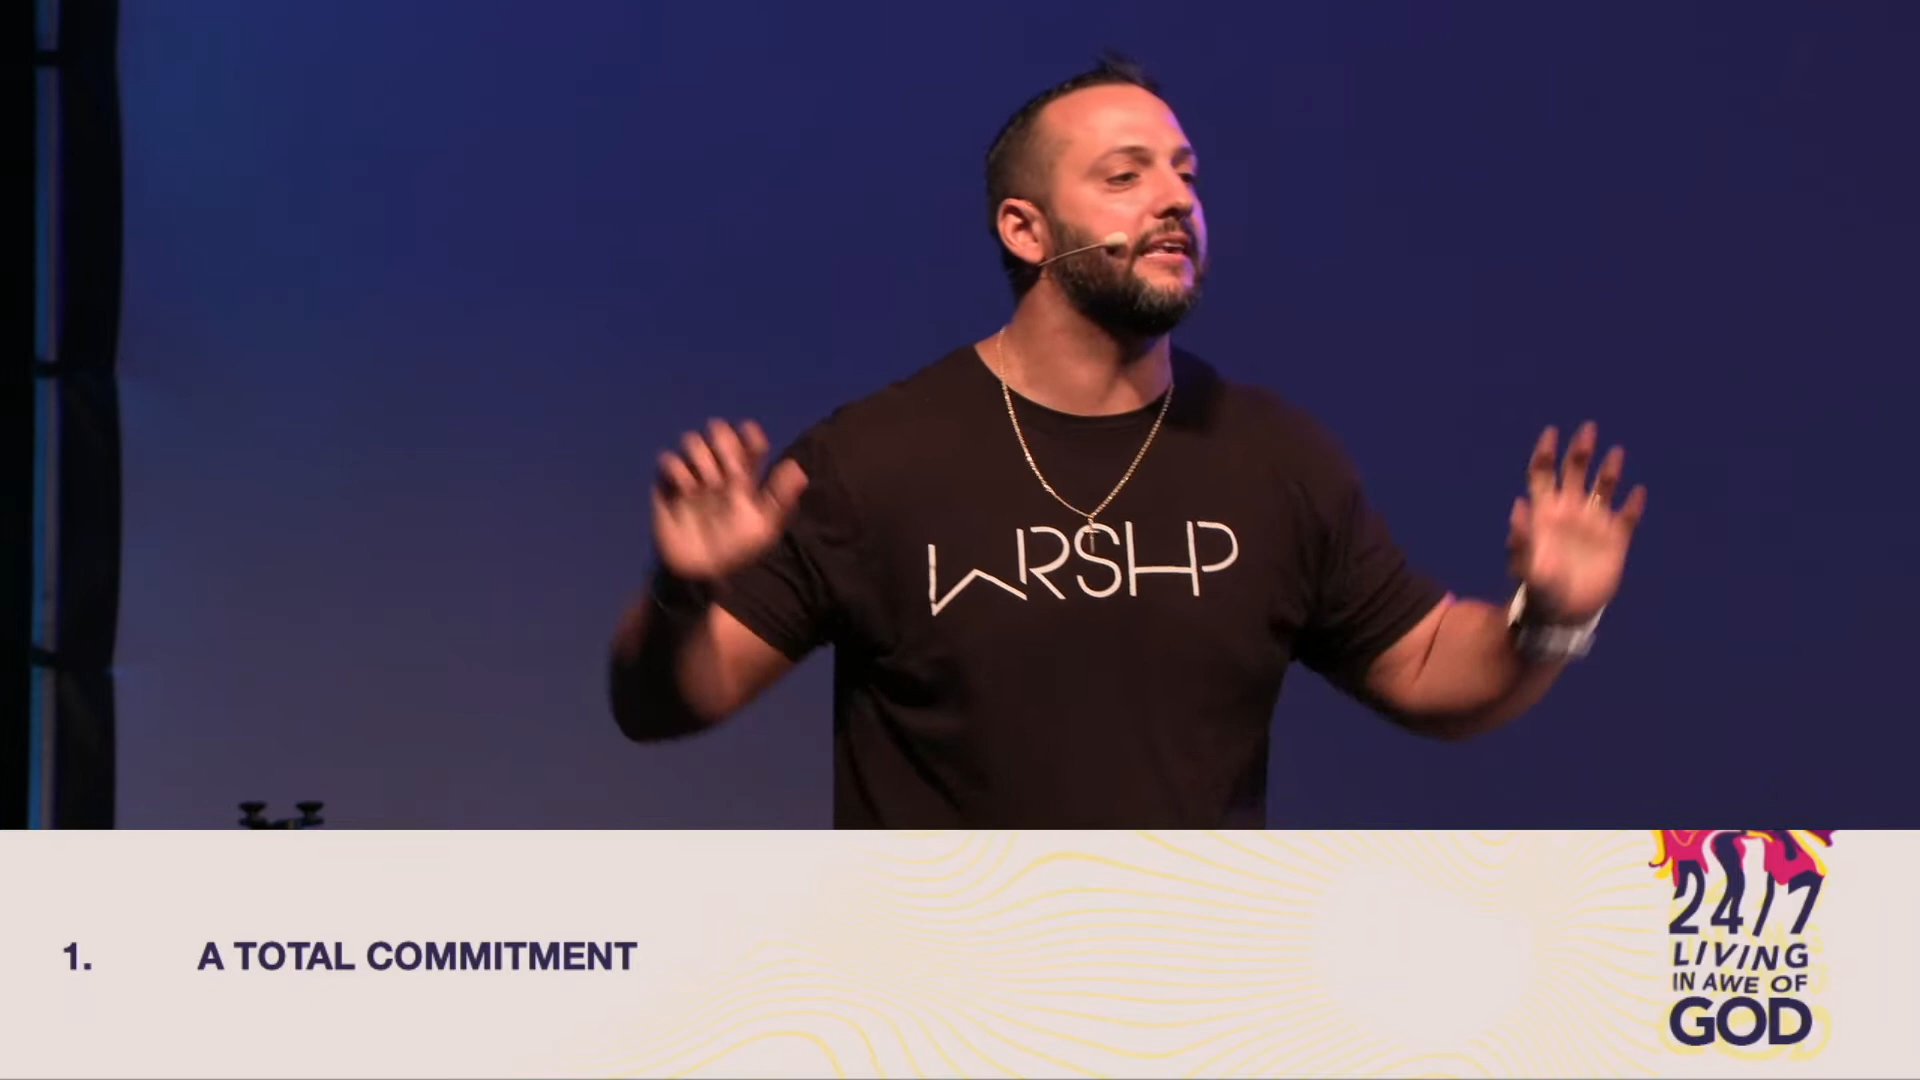 WRSHP
1. A TOTAL COMMITMENT
24/7
LIVING
IN AWE OF
GOD